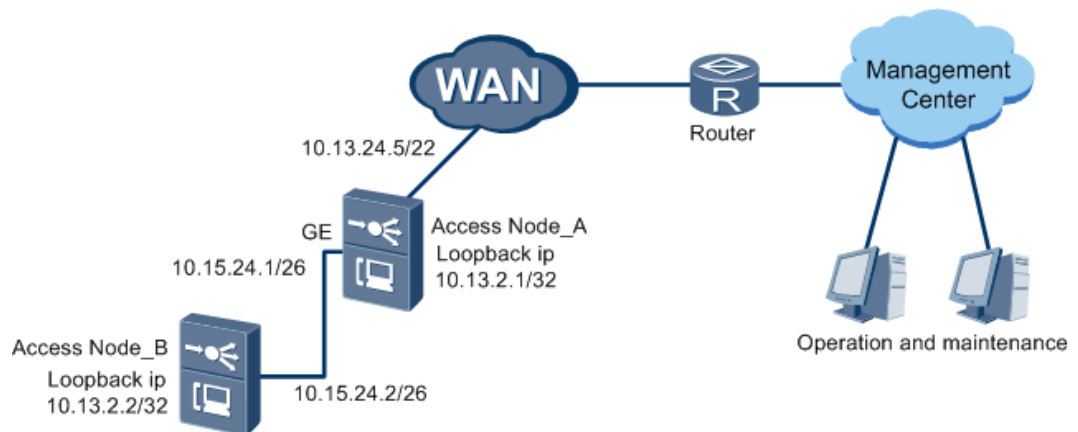 WAN
Management
Center
R
Router
10.13.24.5/22
GE
Access Node_A
Loopback ip
10.13.2.1/32
10.15.24.1/26
Operation and maintenance
Access Node_B
Loopback ip
10.13.2.2/32
10.15.24.2/26